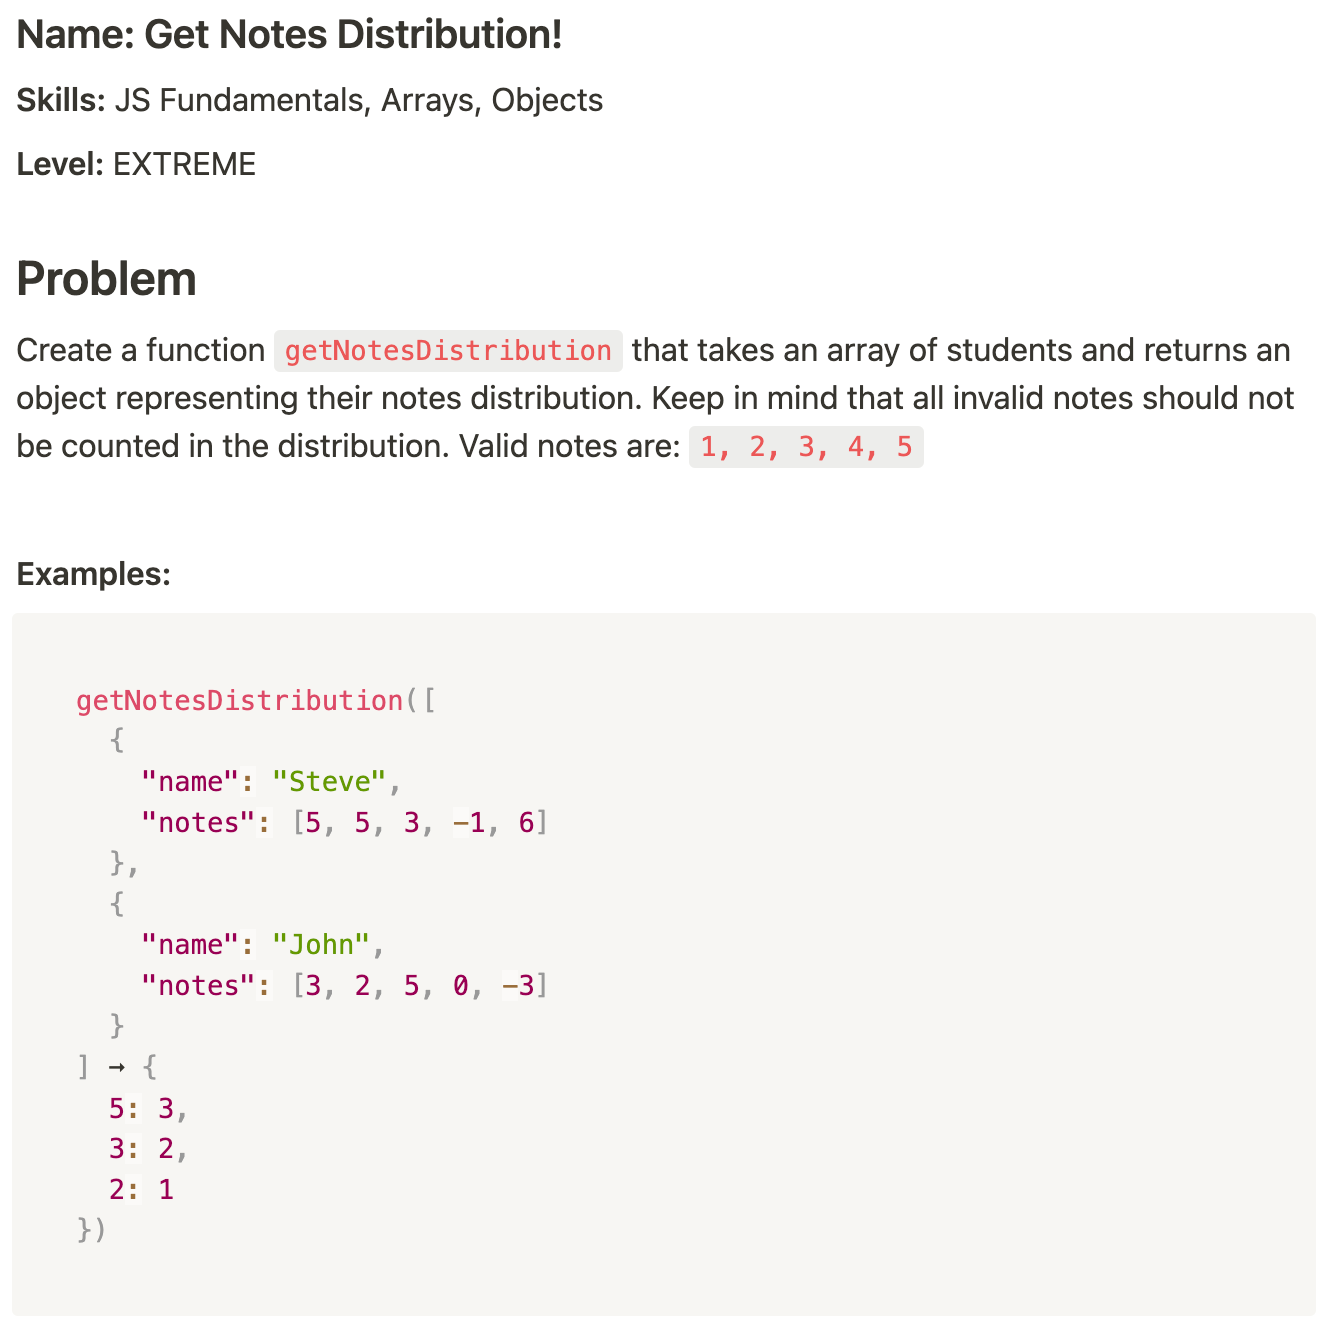 Name: Get Notes Distribution!
Skills: JS Fundamentals, Arrays, Objects
Level: EXTREME
Problem
Create a function getNotesDistribution that takes an array of students and returns an
object representing their notes distribution. Keep in mind that all invalid notes should not
be counted in the distribution. Valid notes are: 1, 2, 3, 4, 5
Examples:
getNotesDistribution([
  {
    "name": "Steve",
    "notes": [5, 5, 3, -1, 6]
  },
  {
    "name": "John",
    "notes": [3, 2, 5, 0, -3]
  }
] → {
  5: 3,
  3: 2,
  2: 1
})